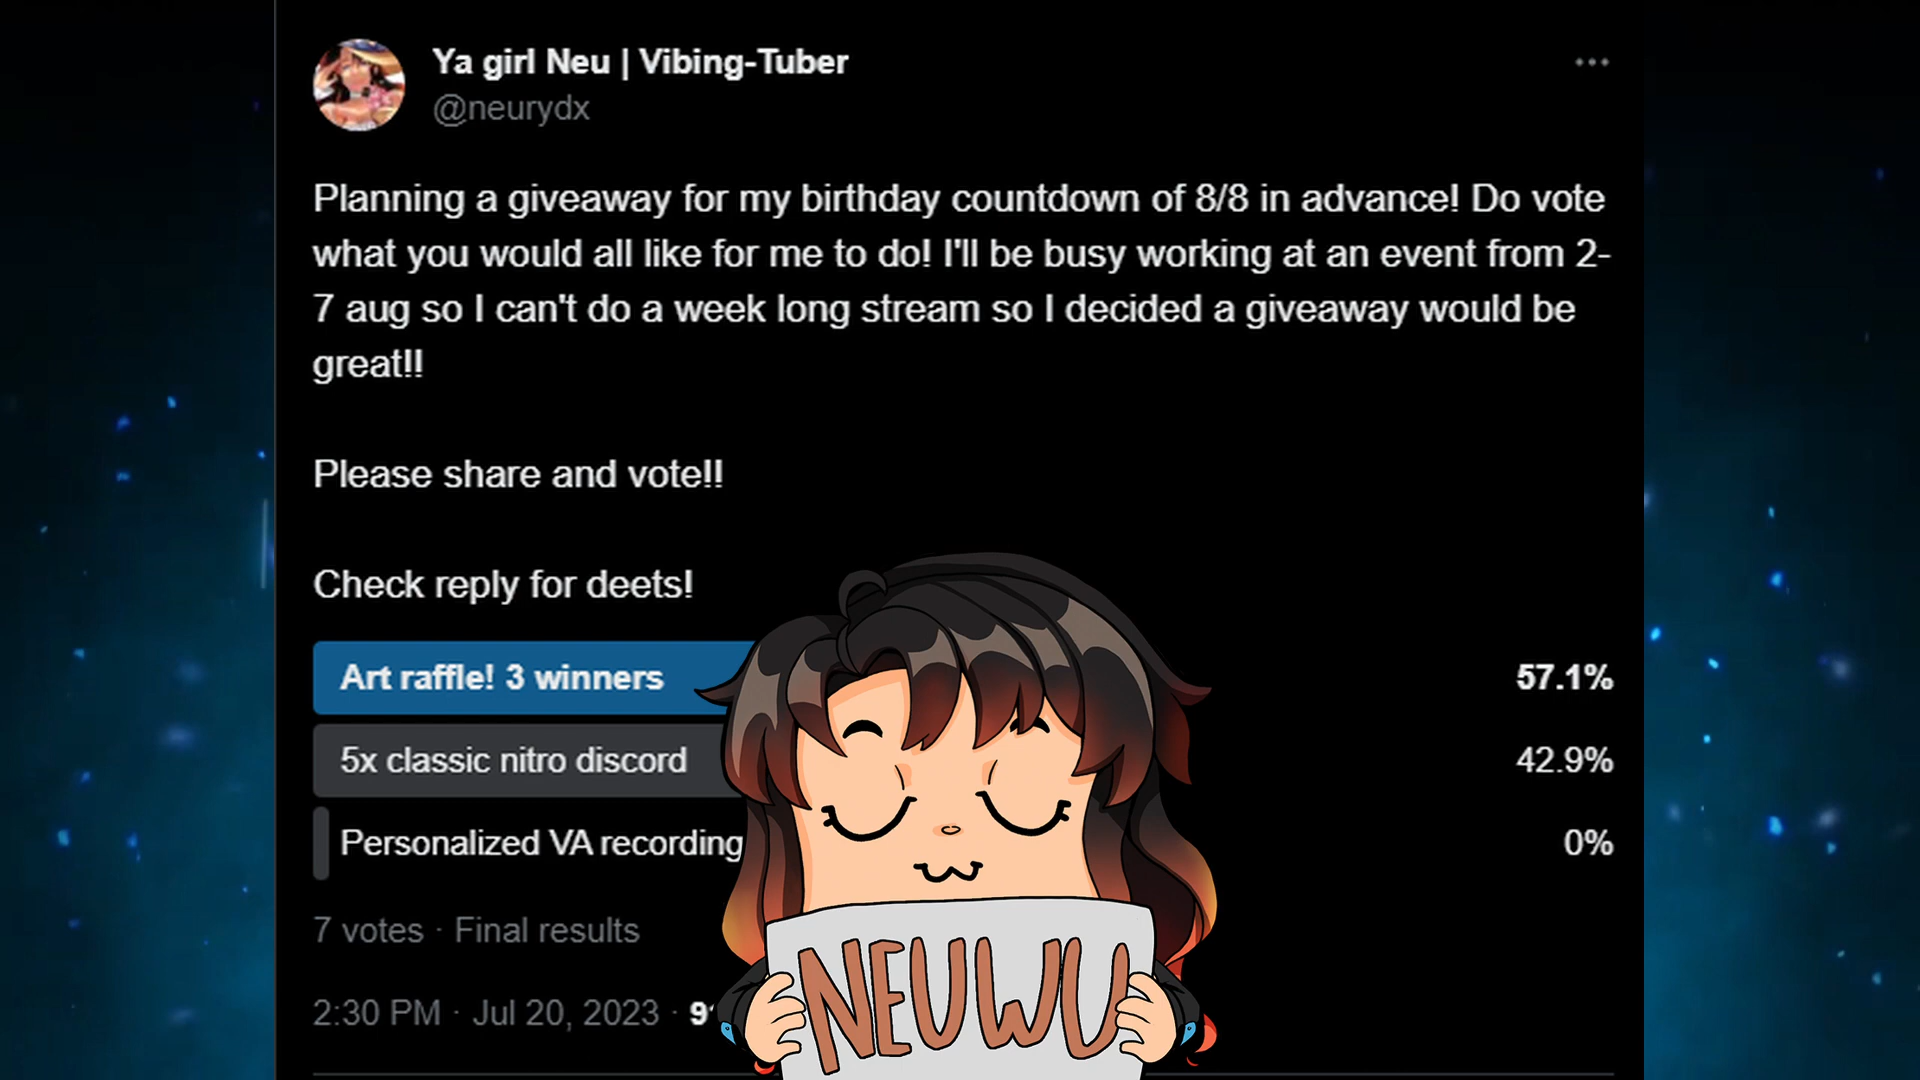 Ya girl Neu | Vibing-Tuber
@neurydx
Planning a giveaway for my birthday countdown of 8/8 in advance! Do vote
what you would all like for me to do! I'll be busy working at an event from 2-
7 aug so I can't do a week long stream so I decided a giveaway would be
great!!
Please share and vote!!
Check reply for deets!
Art raffle! 3 winners 57.1%
5x classic nitro discord 42.9%
Personalized VA recording 0%
7 votes · Final results
2:30 PM · Jul 20, 2023 ·
NEUWU